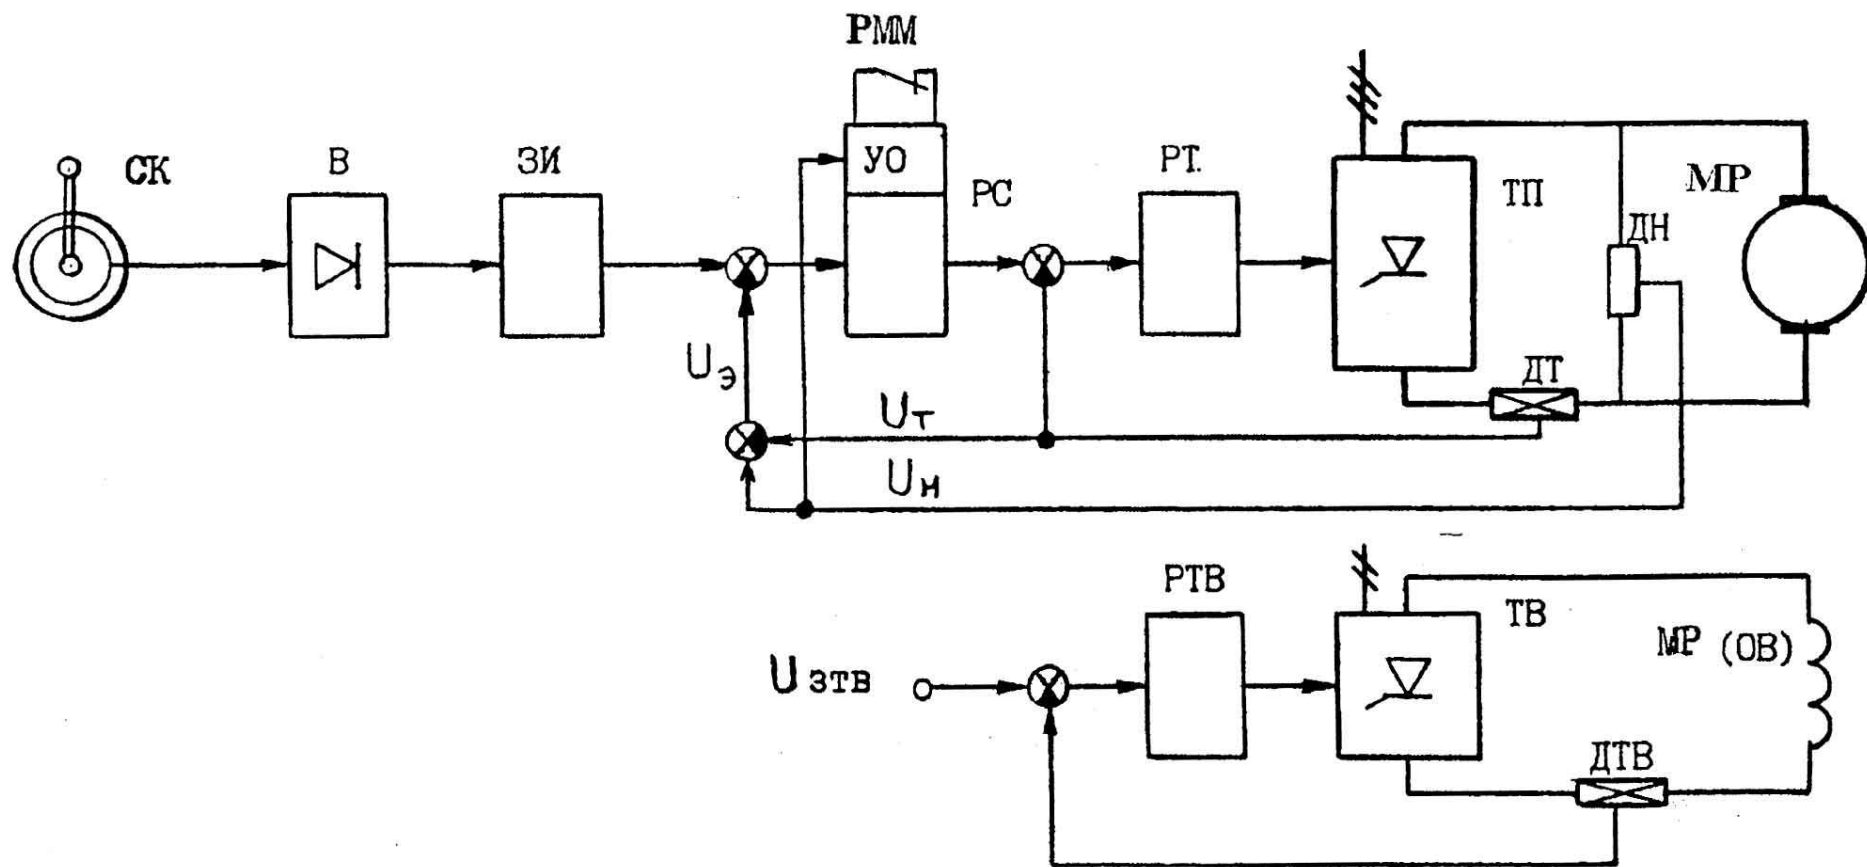 РММ
СК
В
ЗИ
УО
РС
РТ.
ТП
МР
ДН
Uэ
ДТ
Uт
Uн
РТВ
ТВ
МР (ОВ)
Uзтв
ДТВ